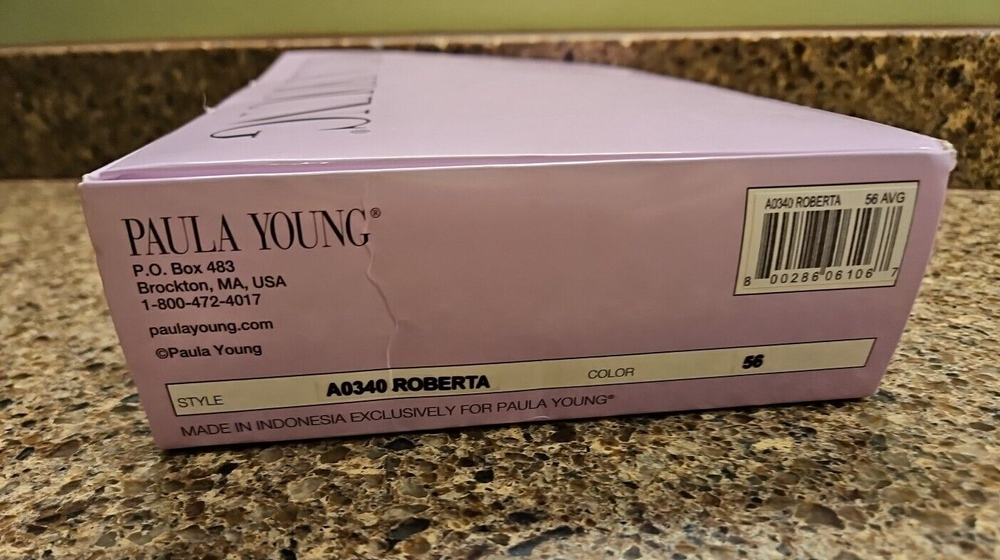 PAULA YOUNG®
P.O. Box 483
Brockton, MA, USA
1-800-472-4017
paulayoung.com
©Paula Young
A0340 ROBERTA 56 AVG
8 00286 06106 7
STYLE A0340 ROBERTA COLOR 56
MADE IN INDONESIA EXCLUSIVELY FOR PAULA YOUNG®